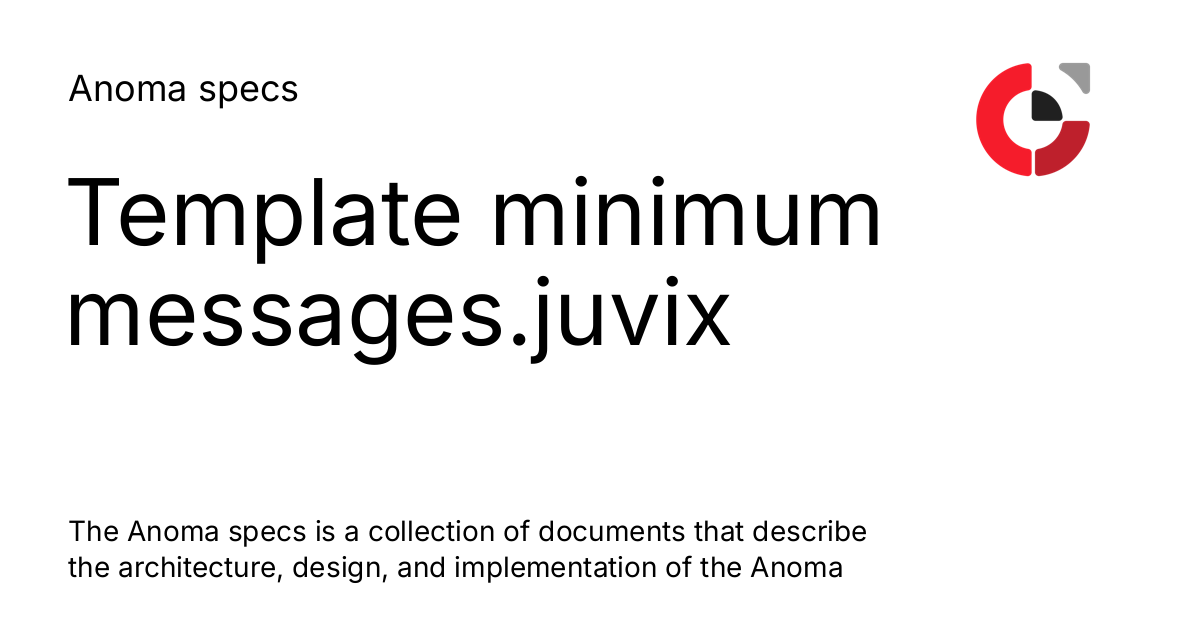 Anoma specs
Template minimum
messages.juvix
The Anoma specs is a collection of documents that describe
the architecture, design, and implementation of the Anoma